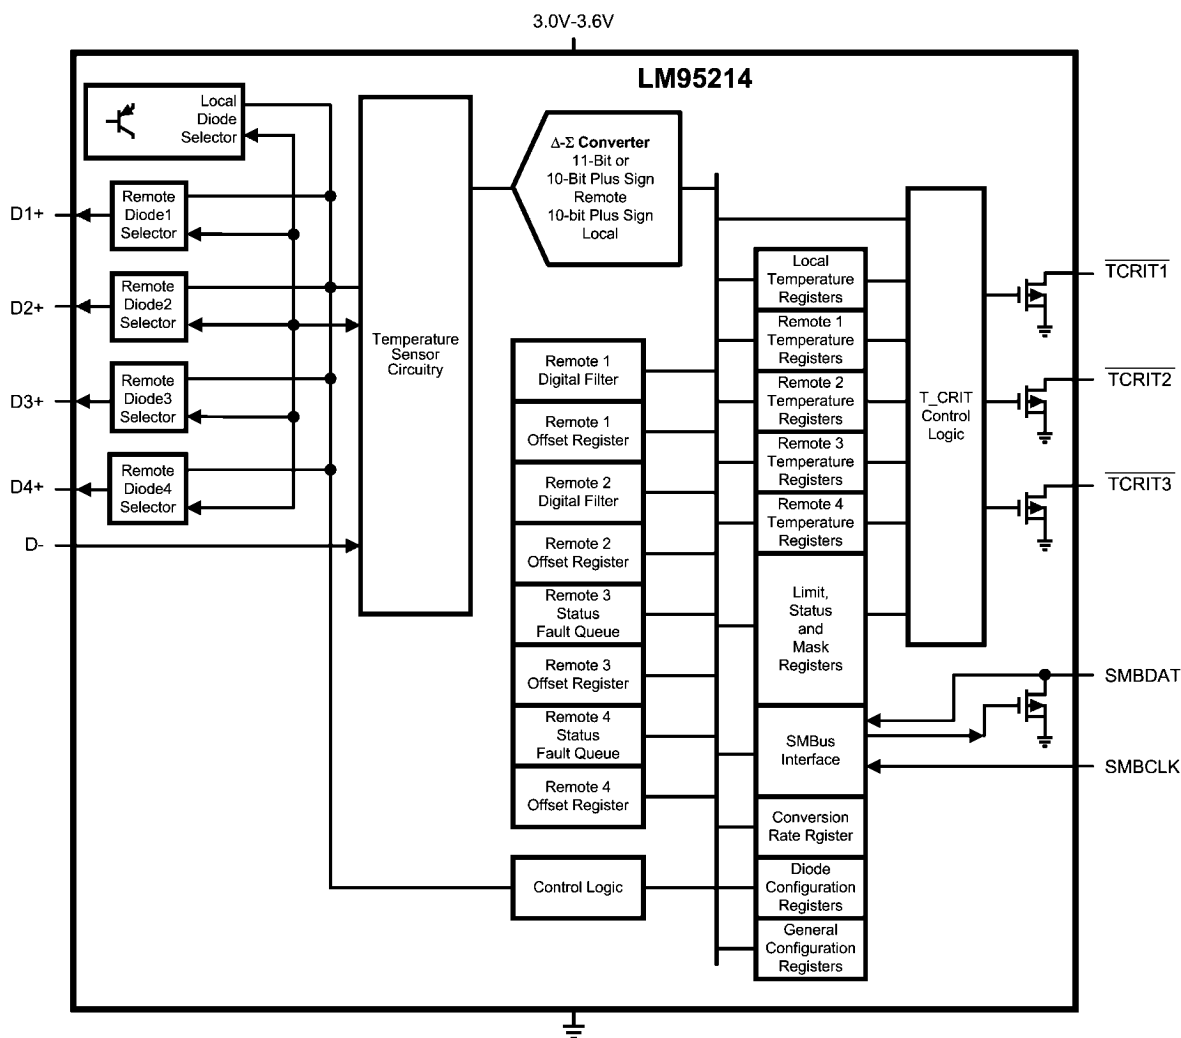 3.0V-3.6V
LM95214
Local
Diode
Selector
Δ-Σ Converter
11-Bit or
10-Bit Plus Sign
Remote
10-bit Plus Sign
Local
D1+
Remote
Diode1
Selector
D2+
Remote
Diode2
Selector
D3+
Remote
Diode3
Selector
D4+
Remote
Diode4
Selector
D-
Temperature
Sensor
Circuitry
Remote 1
Digital Filter
Remote 1
Offset Register
Remote 2
Digital Filter
Remote 2
Offset Register
Remote 3
Status
Fault Queue
Remote 3
Offset Register
Remote 4
Status
Fault Queue
Remote 4
Offset Register
Control Logic
Local
Temperature
Registers
Remote 1
Temperature
Registers
Remote 2
Temperature
Registers
Remote 3
Temperature
Registers
Remote 4
Temperature
Registers
Limit,
Status
and
Mask
Registers
SMBus
Interface
Conversion
Rate Rgister
Diode
Configuration
Registers
General
Configuration
Registers
T_CRIT
Control
Logic
TCRIT1
TCRIT2
TCRIT3
SMBDAT
SMBCLK